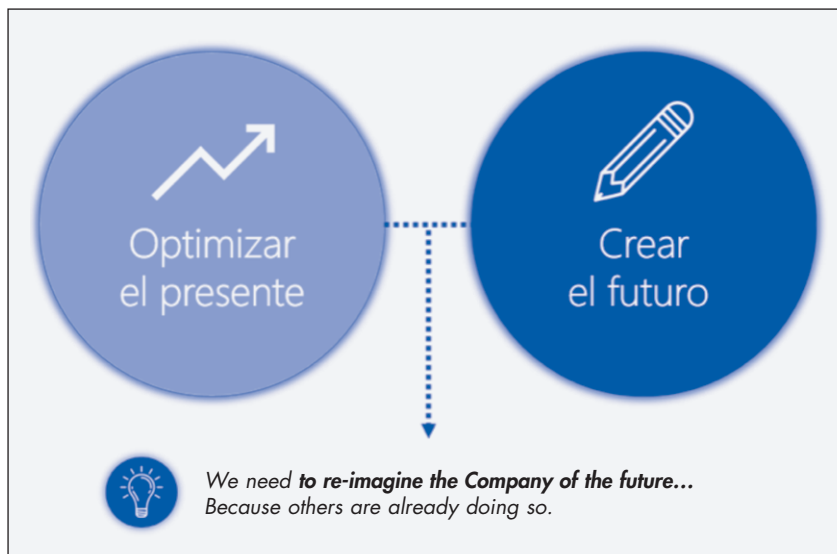 Optimizar
el presente
Crear
el futuro
We need to re-imagine the Company of the future...
Because others are already doing so.